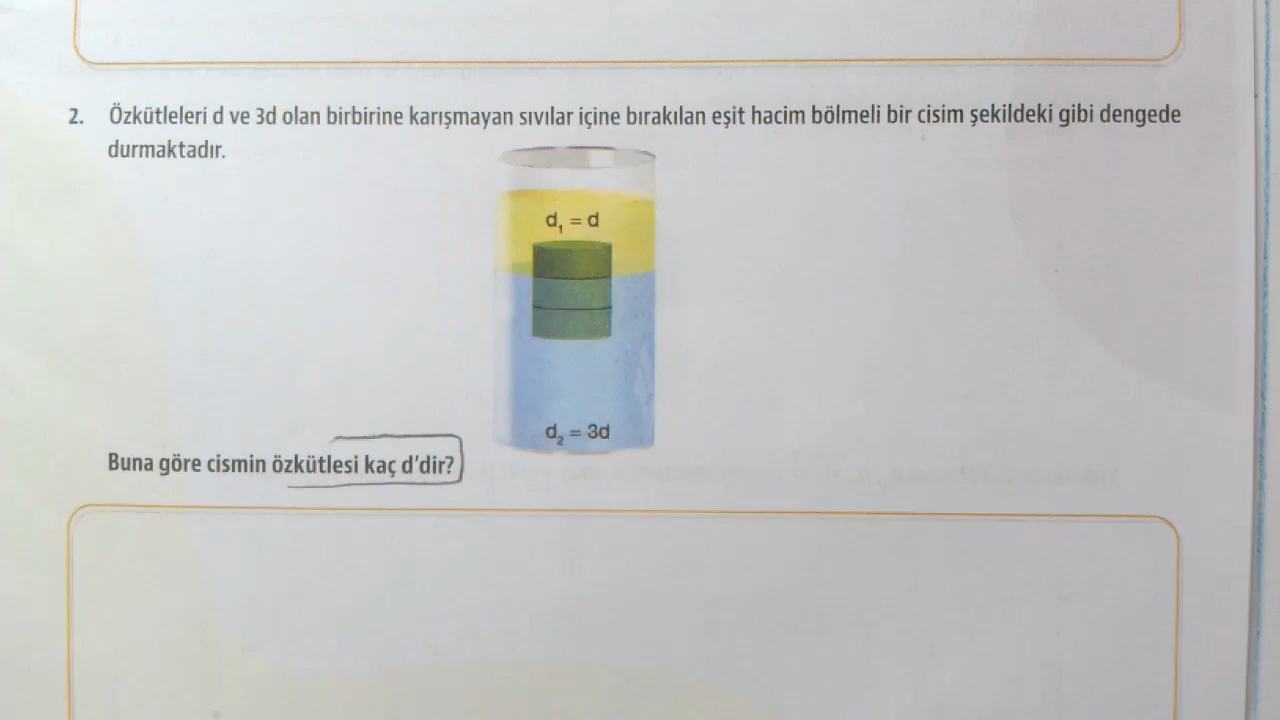 2. Özkütleleri d ve 3d olan birbirine karışmayan sıvılar içine bırakılan eşit hacim bölmeli bir cisim şekildeki gibi dengede
durmaktadır.
d₁ = d
d₂ = 3d
Buna göre cismin özkütlesi kaç d'dir?